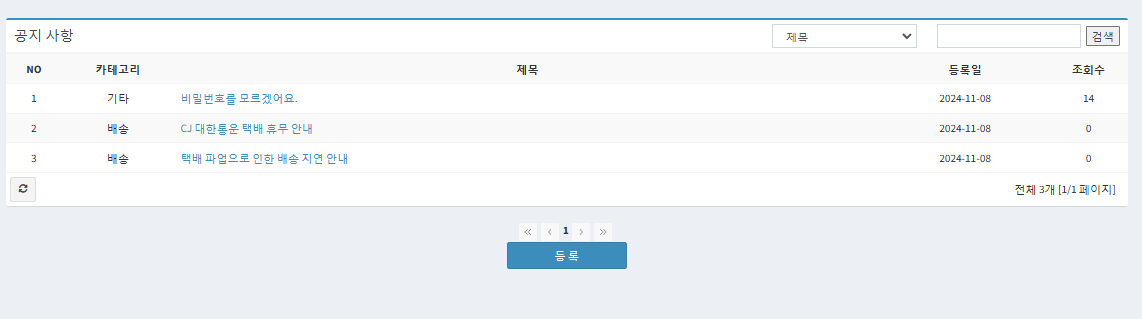 공지 사항 제목 검색
NO 카테고리 제목 등록일 조회수
1 기타 비밀번호를 모르겠어요. 2024-11-08 14
2 배송 CJ 대한통운 택배 휴무 안내 2024-11-08 0
3 배송 택배 파업으로 인한 배송 지연 안내 2024-11-08 0
전체 3개 [1/1 페이지]
« ‹ 1 › »
등 록